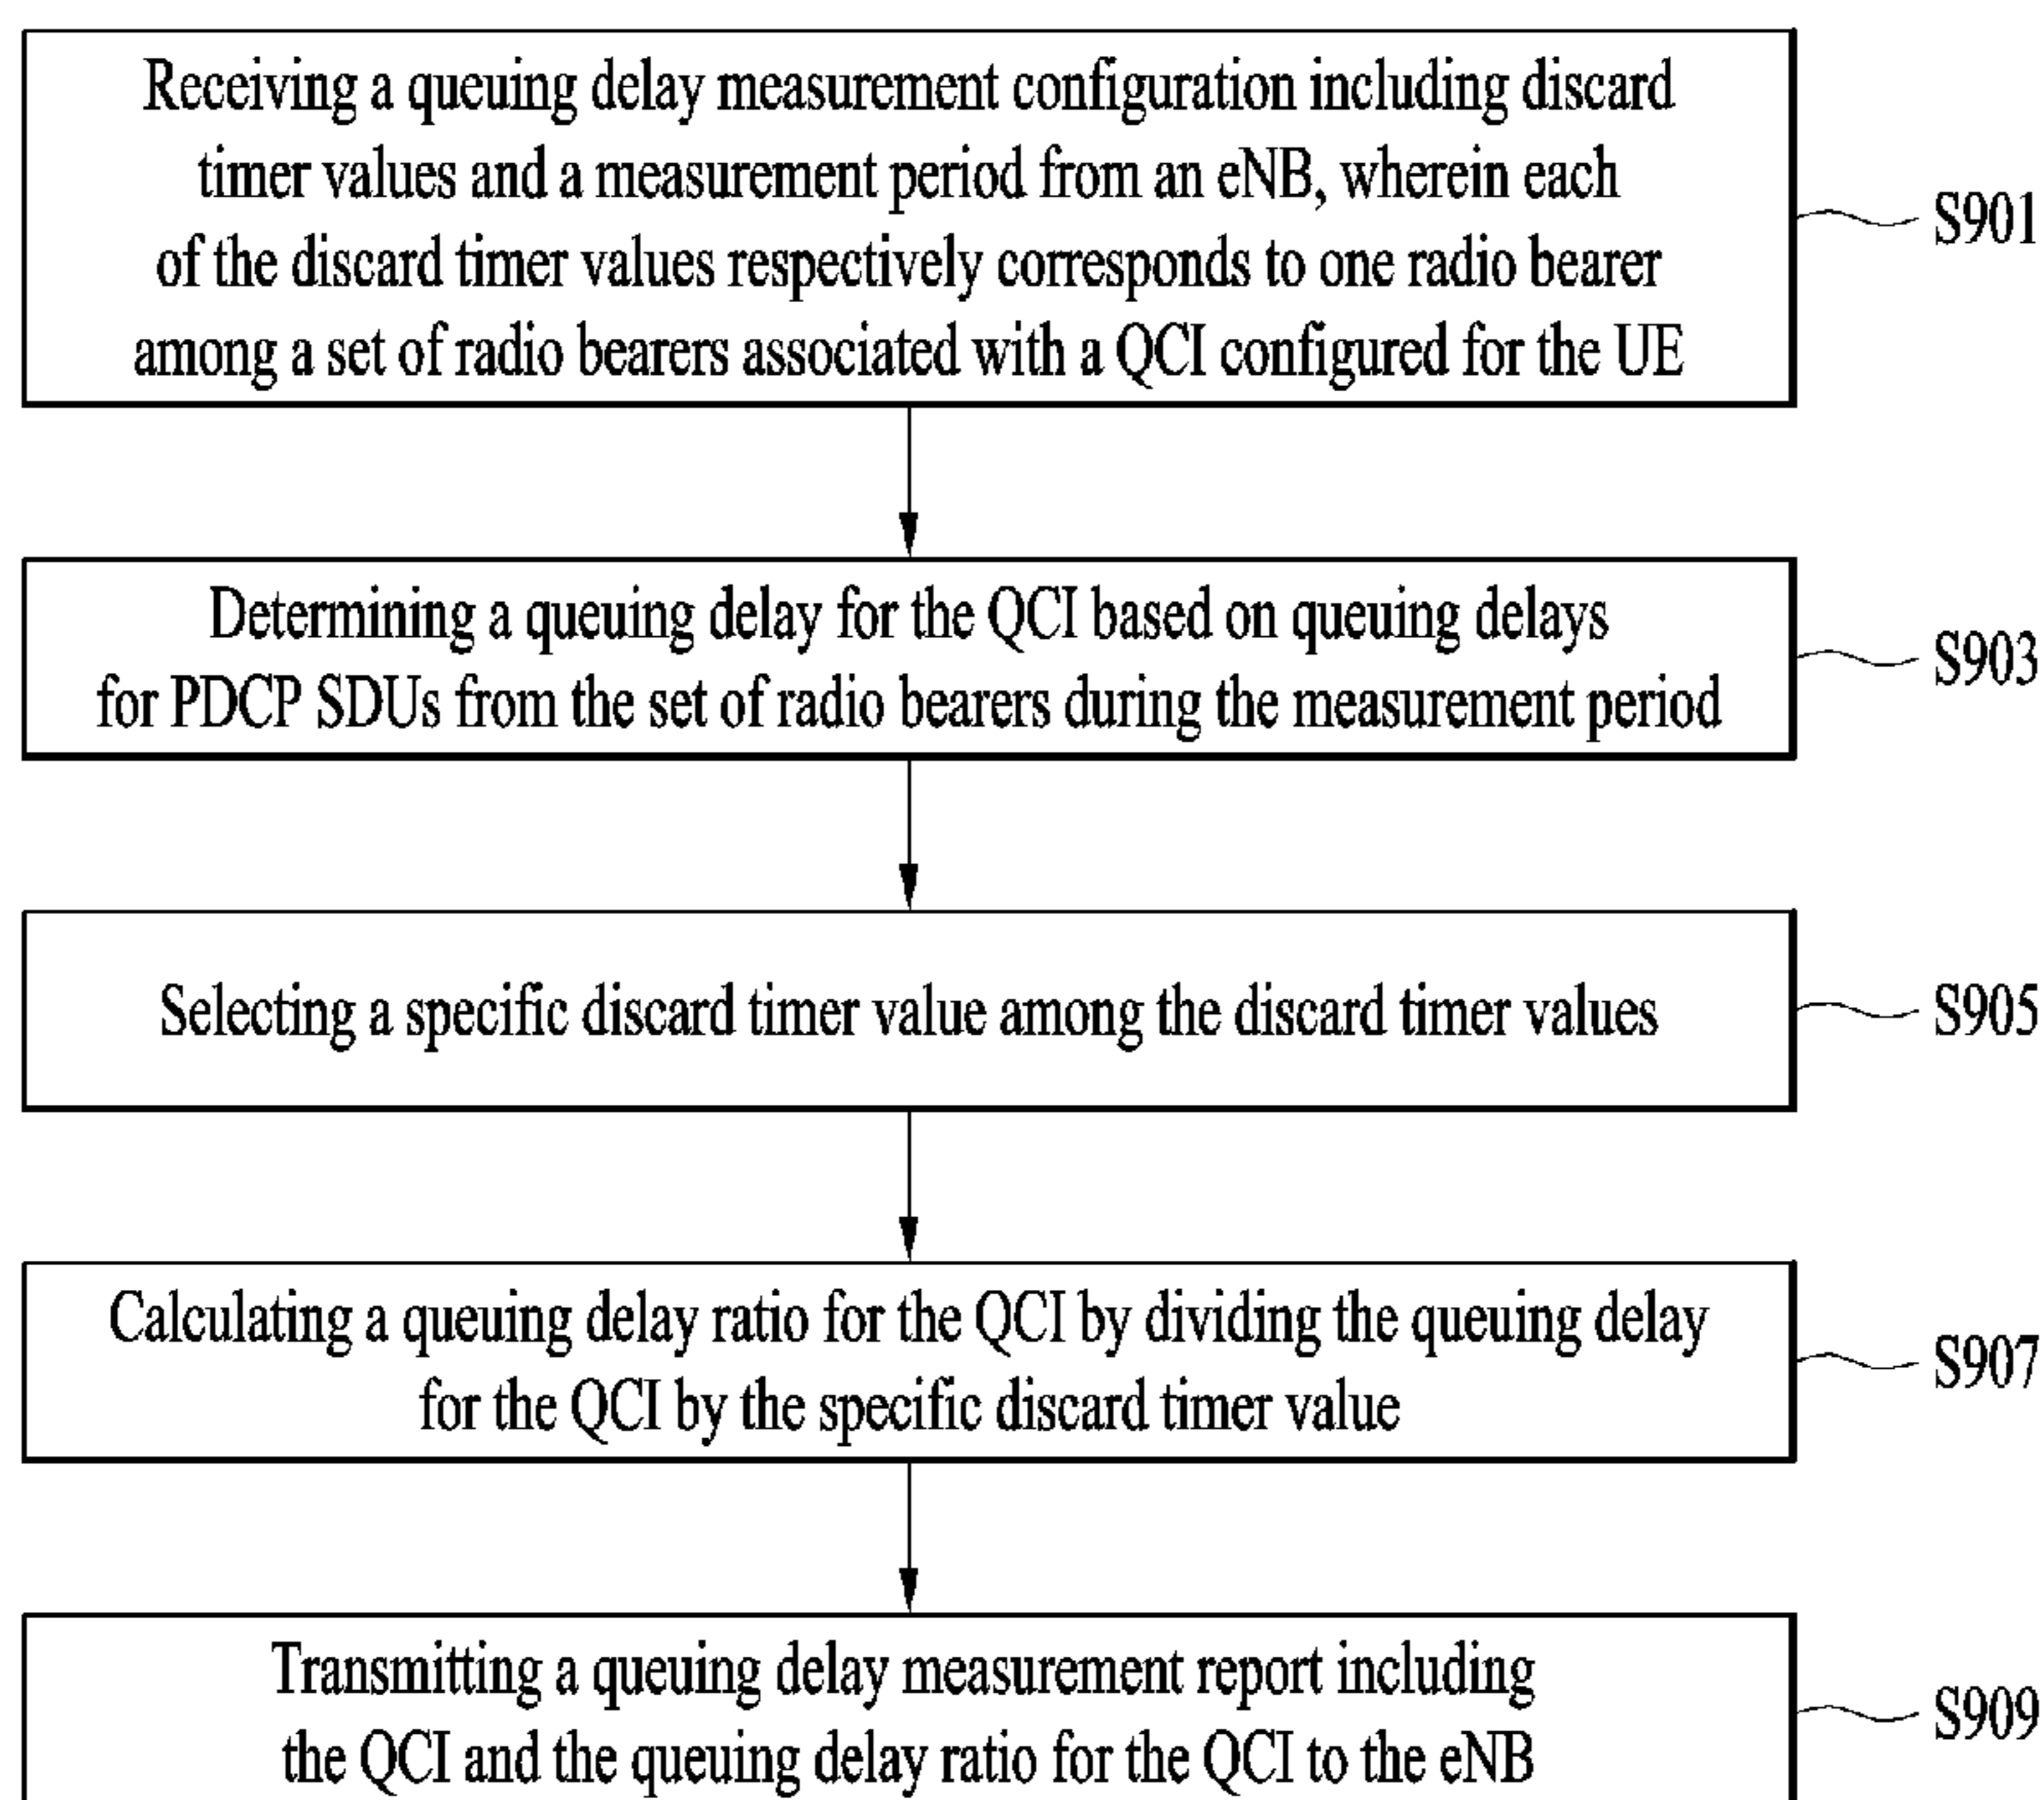 Receiving a queuing delay measurement configuration including discard
timer values and a measurement period from an eNB, wherein each
of the discard timer values respectively corresponds to one radio bearer
among a set of radio bearers associated with a QCI configured for the UE
S901
Determining a queuing delay for the QCI based on queuing delays
for PDCP SDUs from the set of radio bearers during the measurement period
S903
Selecting a specific discard timer value among the discard timer values
S905
Calculating a queuing delay ratio for the QCI by dividing the queuing delay
for the QCI by the specific discard timer value
S907
Transmitting a queuing delay measurement report including
the QCI and the queuing delay ratio for the QCI to the eNB
S909